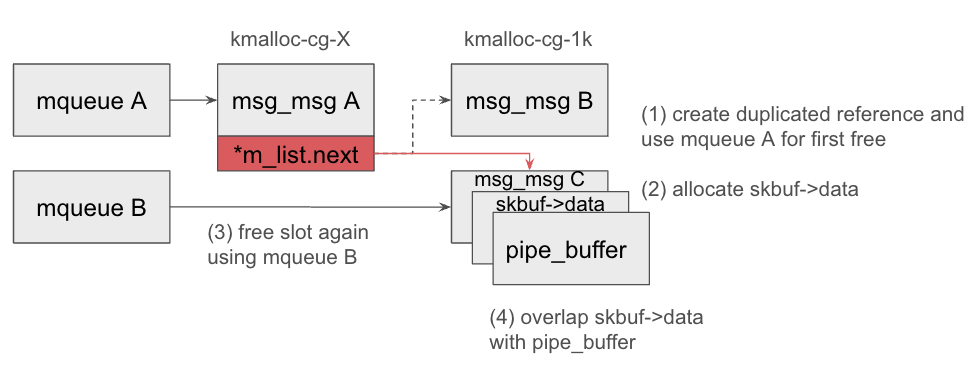 kmalloc-cg-X
kmalloc-cg-1k
mqueue A
msg_msg A
msg_msg B
*m_list.next
(1) create duplicated reference and
use mqueue A for first free
mqueue B
msg_msg C
skbuf->data
pipe_buffer
(2) allocate skbuf->data
(3) free slot again
using mqueue B
(4) overlap skbuf->data
with pipe_buffer